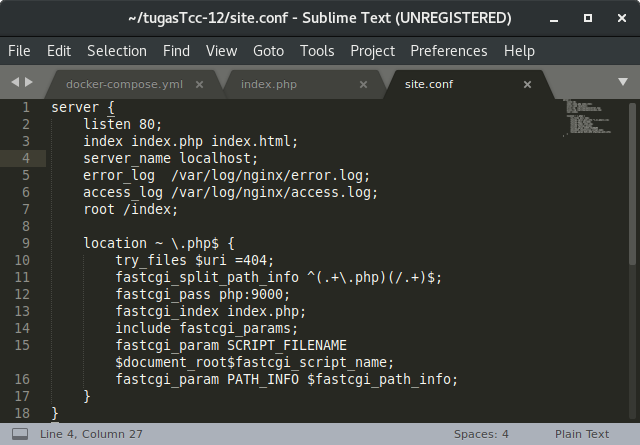 ~/tugasTcc-12/site.conf - Sublime Text (UNREGISTERED)
File Edit Selection Find View Goto Tools Project Preferences Help
docker-compose.yml index.php site.conf
1 server {
2 listen 80;
3 index index.php index.html;
4 server_name localhost;
5 error_log  /var/log/nginx/error.log;
6 access_log /var/log/nginx/access.log;
7 root /index;
8
9 location ~ \.php$ {
10 try_files $uri =404;
11 fastcgi_split_path_info ^(.+\.php)(/.+)$;
12 fastcgi_pass php:9000;
13 fastcgi_index index.php;
14 include fastcgi_params;
15 fastcgi_param SCRIPT_FILENAME
$document_root$fastcgi_script_name;
16 fastcgi_param PATH_INFO $fastcgi_path_info;
17 }
18 }
Line 4, Column 27 Spaces: 4 Plain Text